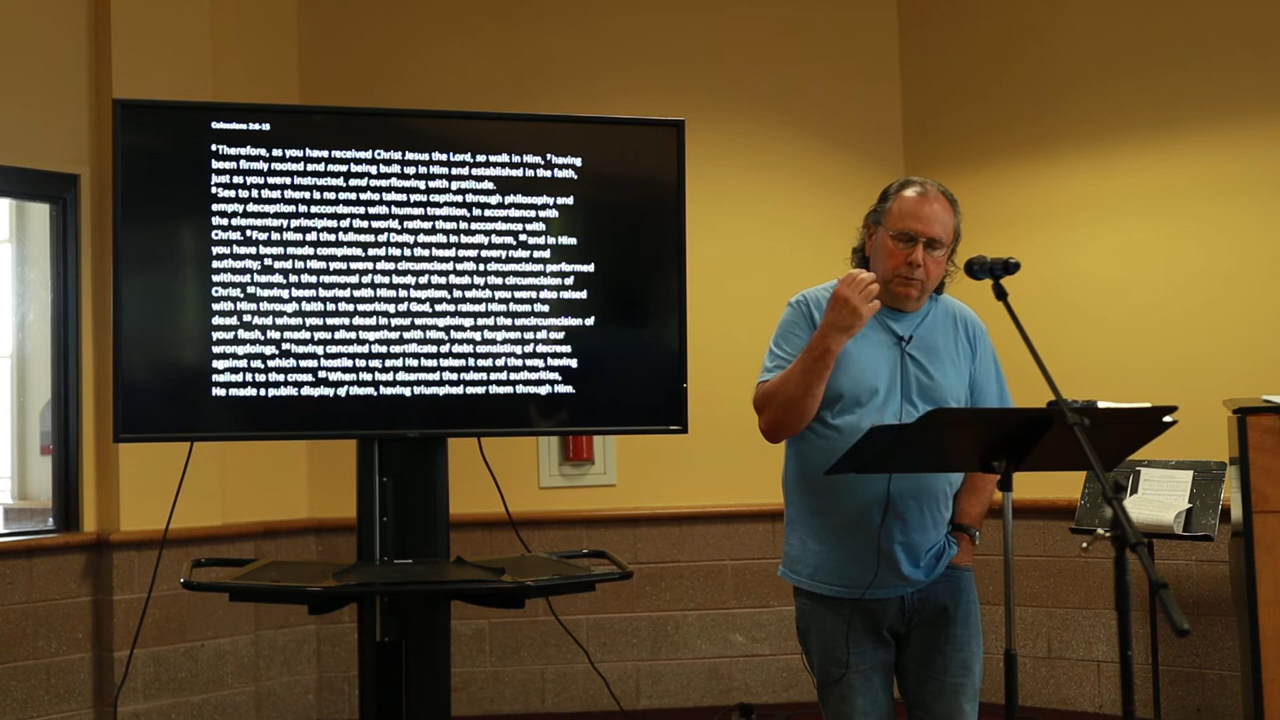 Colossians 2:6-15
⁶Therefore, as you have received Christ Jesus the Lord, so walk in Him, ⁷having
been firmly rooted and now being built up in Him and established in the faith,
just as you were instructed, and overflowing with gratitude.
⁸See to it that there is no one who takes you captive through philosophy and
empty deception in accordance with human tradition, in accordance with
the elementary principles of the world, rather than in accordance with
Christ. ⁹For in Him all the fullness of Deity dwells in bodily form, ¹⁰and in Him
you have been made complete, and He is the head over every ruler and
authority; ¹¹and in Him you were also circumcised with a circumcision performed
without hands, in the removal of the body of the flesh by the circumcision of
Christ, ¹²having been buried with Him in baptism, in which you were also raised
with Him through faith in the working of God, who raised Him from the
dead. ¹³And when you were dead in your wrongdoings and the uncircumcision of
your flesh, He made you alive together with Him, having forgiven us all our
wrongdoings, ¹⁴having canceled the certificate of debt consisting of decrees
against us, which was hostile to us; and He has taken it out of the way, having
nailed it to the cross. ¹⁵When He had disarmed the rulers and authorities,
He made a public display of them, having triumphed over them through Him.